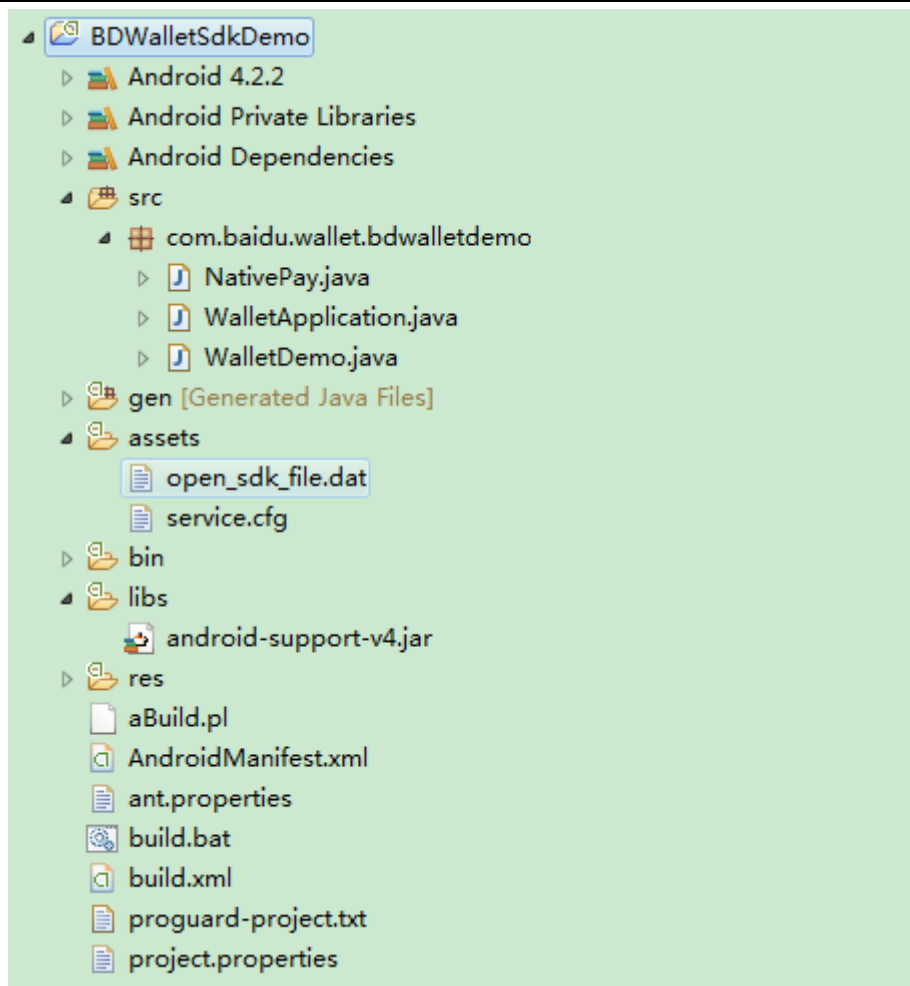 BDWalletSdkDemo
Android 4.2.2
Android Private Libraries
Android Dependencies
src
com.baidu.wallet.bdwalletdemo
NativePay.java
WalletApplication.java
WalletDemo.java
gen [Generated Java Files]
assets
open_sdk_file.dat
service.cfg
bin
libs
android-support-v4.jar
res
aBuild.pl
AndroidManifest.xml
ant.properties
build.bat
build.xml
proguard-project.txt
project.properties